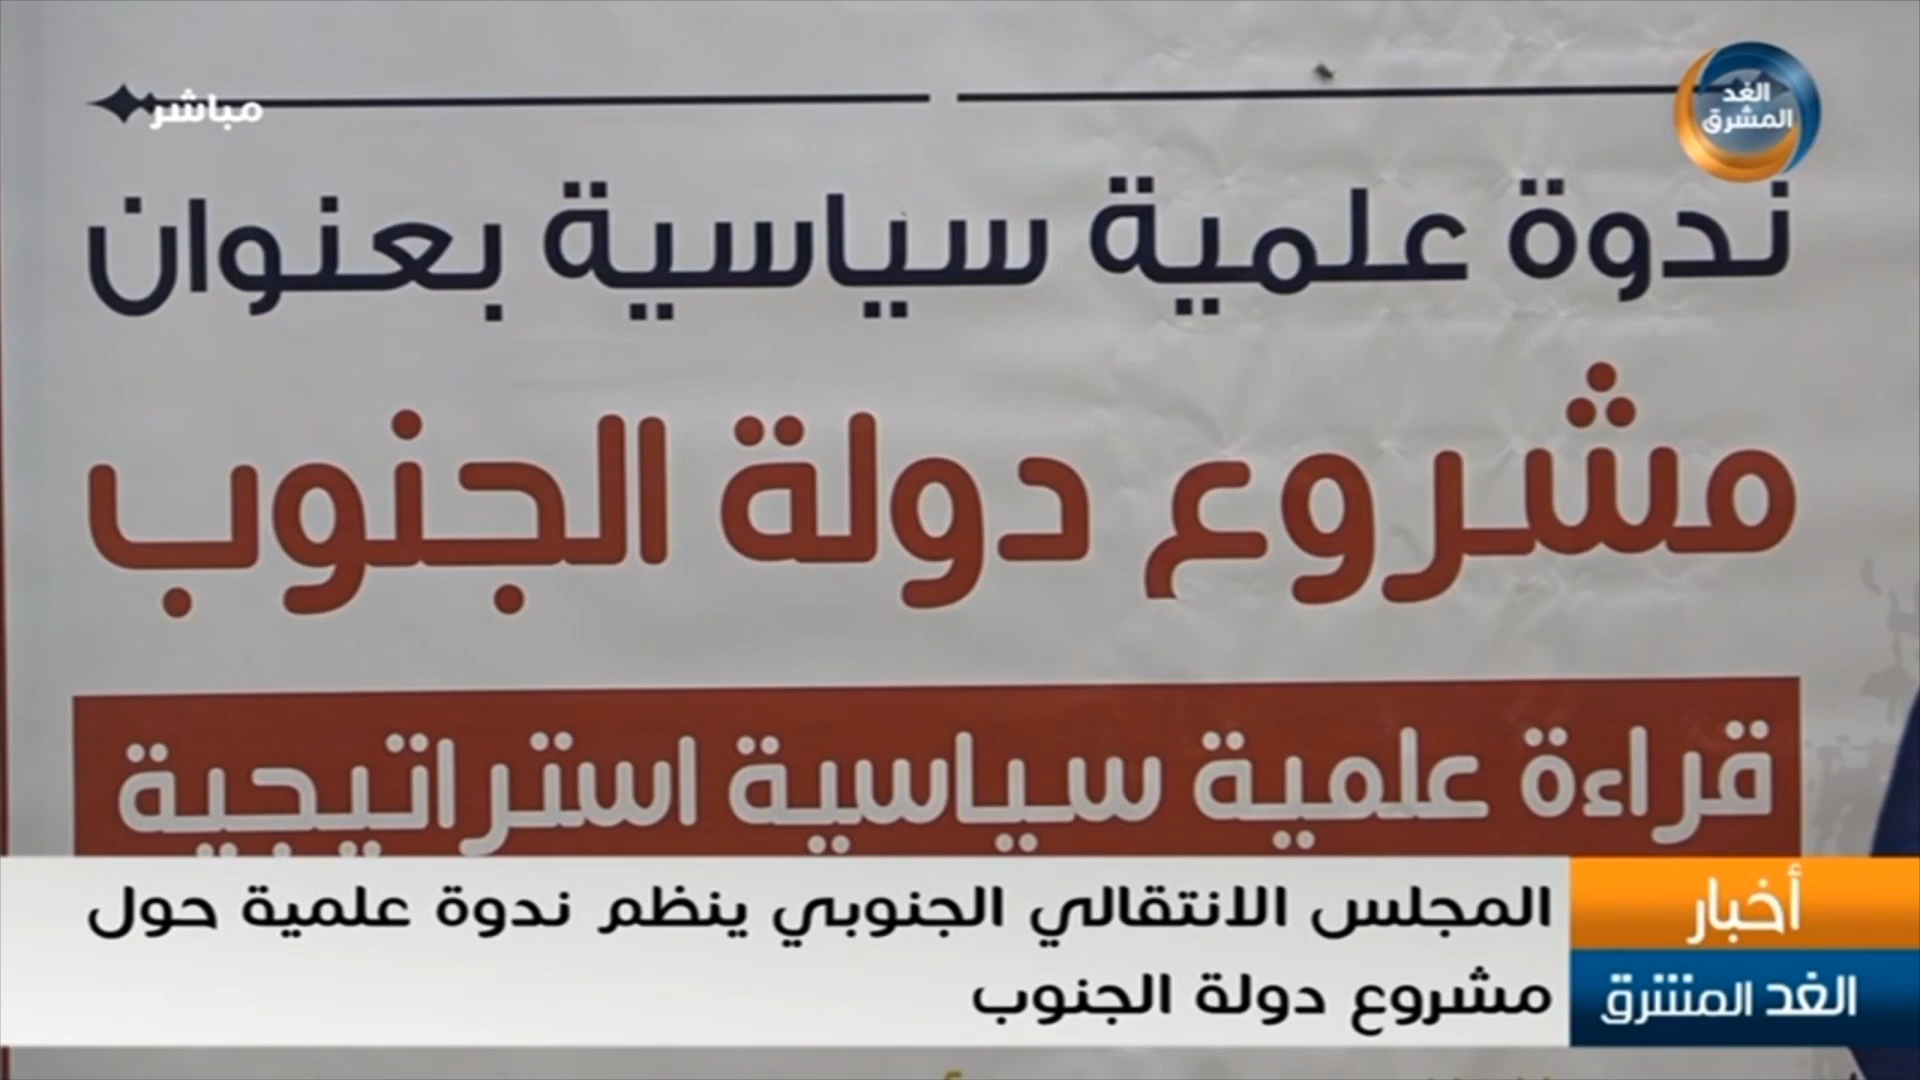 مباشر
الغد
المشرق
ندوة علمية سياسية بعنوان
مشروع دولة الجنوب
قراءة علمية سياسية استراتيجية
أخبار
الغد المشرق
المجلس الانتقالي الجنوبي ينظم ندوة علمية حول
مشروع دولة الجنوب